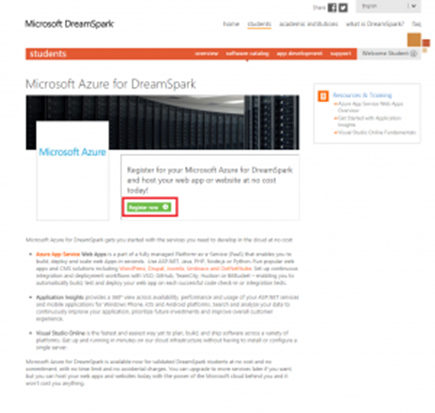 Share
English
Microsoft DreamSpark
home students academic institutions what is DreamSpark? faq
students
overview software catalog app development support Welcome Student
Microsoft Azure for DreamSpark
Resources & Training
Azure App Service Web Apps
Overview
Get Started with Application
Insights
Visual Studio Online Fundamentals
Microsoft Azure
Register for your Microsoft Azure for DreamSpark
and host your web app or website at no cost
today!
Register now
Microsoft Azure for DreamSpark gets you started with the services you need to develop in the cloud at no cost:
Azure App Service Web Apps is a part of a fully managed Platform as a Service (PaaS) that enables you to
build, deploy and scale web Apps in seconds. Use ASP.NET, Java, PHP, Node.js or Python. Five popular web apps
and CMS solutions including WordPress, Drupal, Joomla, Umbraco and DotNetNuke. Set up continuous
integration and deployment workflows with VSO, GitHub, TeamCity, Hudson or BitBucket – enabling you to
automatically build, test and deploy your web app on each successful code check-in or integration tests.
Application Insights provides a 360° view across availability, performance and usage of your ASP.NET services
and mobile applications for Windows Phone, iOS and Android platforms. Search and analyze your data to
continuously improve your application, prioritize future investments and improve overall customer
experience.
Visual Studio Online is the fastest and easiest way yet to plan, build, and ship software across a variety of
platforms. Get up and running in minutes on our cloud infrastructure without having to install or configure a
single server.
Microsoft Azure for DreamSpark is available now for validated DreamSpark students at no cost and no
commitment, with no time limit and no accidental charges. You can upgrade to more services later if you want,
but you can host your web apps and websites today with the power of the Microsoft cloud behind you and it
won't cost you anything.